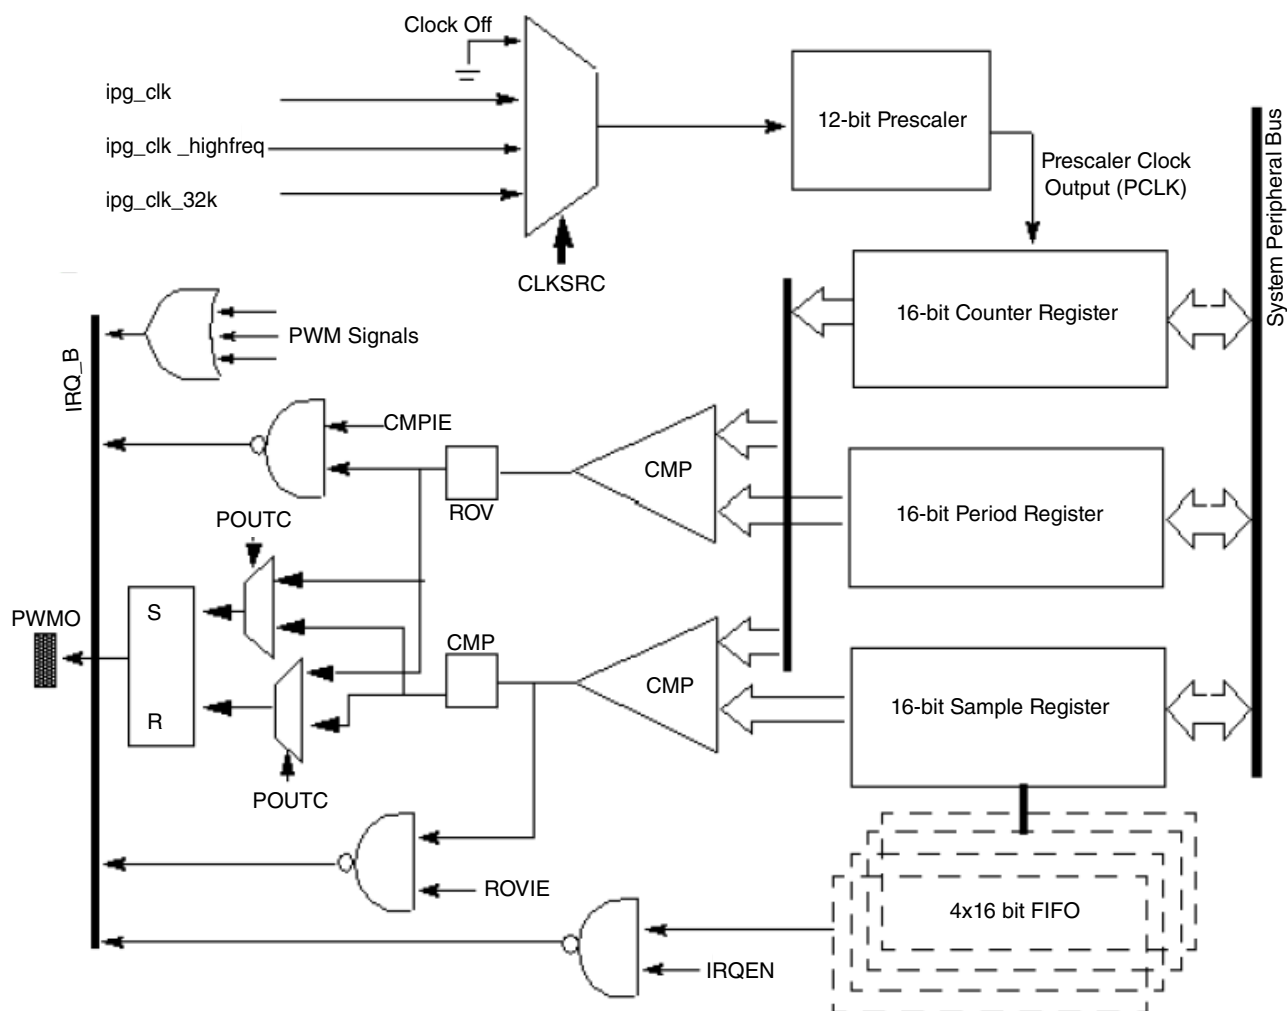 Clock Off
ipg_clk
ipg_clk _highfreq
ipg_clk_32k
CLKSRC
12-bit Prescaler
Prescaler Clock
Output (PCLK)
System Peripheral Bus
16-bit Counter Register
PWM Signals
IRQ_B
CMPIE
ROV
CMP
16-bit Period Register
POUTC
PWMO
S
R
CMP
CMP
16-bit Sample Register
POUTC
ROVIE
4x16 bit FIFO
IRQEN